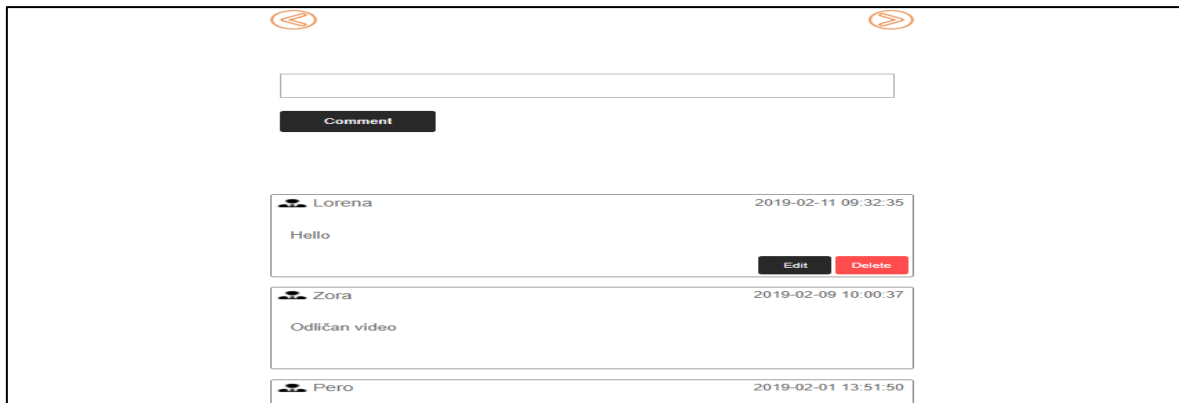 Comment
Lorena 2019-02-11 09:32:35
Hello
Edit Delete
Zora 2019-02-09 10:00:37
Odličan video
Pero 2019-02-01 13:51:50